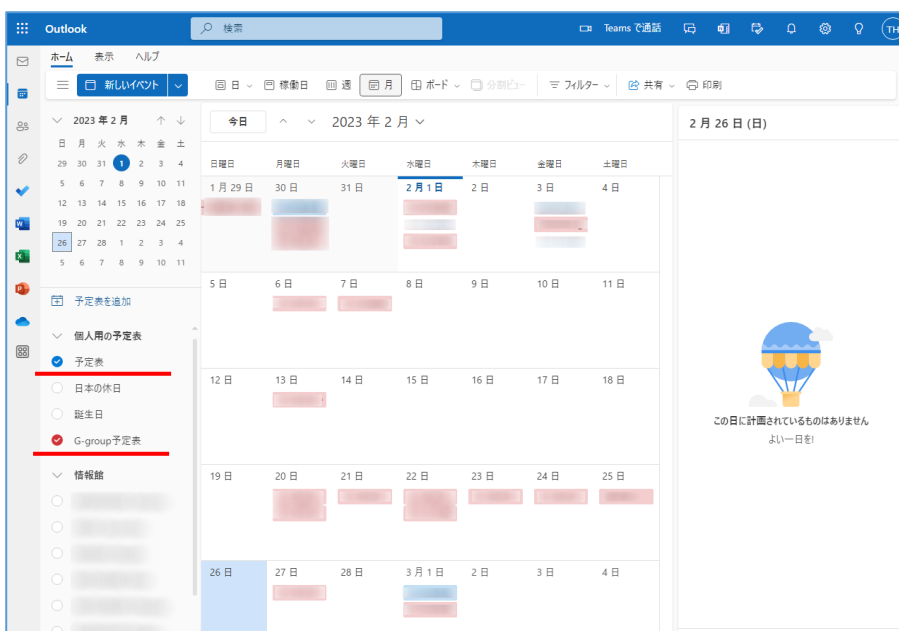 Outlook
検索
Teams で通話
TH
ホーム 表示 ヘルプ
新しいイベント
日 稼働日 週 月 ボード 分割ビュー フィルター 共有 印刷
2023 年 2 月
日 月 火 水 木 金 土
29 30 31 1 2 3 4
5 6 7 8 9 10 11
12 13 14 15 16 17 18
19 20 21 22 23 24 25
26 27 28 1 2 3 4
5 6 7 8 9 10 11
予定表を追加
個人用の予定表
予定表
日本の休日
誕生日
G-group予定表
情報館
今日 2023 年 2 月
日曜日 月曜日 火曜日 水曜日 木曜日 金曜日 土曜日
1 月 29 日 30 日 31 日 2 月 1 日 2 日 3 日 4 日
5 日 6 日 7 日 8 日 9 日 10 日 11 日
12 日 13 日 14 日 15 日 16 日 17 日 18 日
19 日 20 日 21 日 22 日 23 日 24 日 25 日
26 日 27 日 28 日 3 月 1 日 2 日 3 日 4 日
2 月 26 日 (日)
この日に計画されているものはありません
よい一日を!